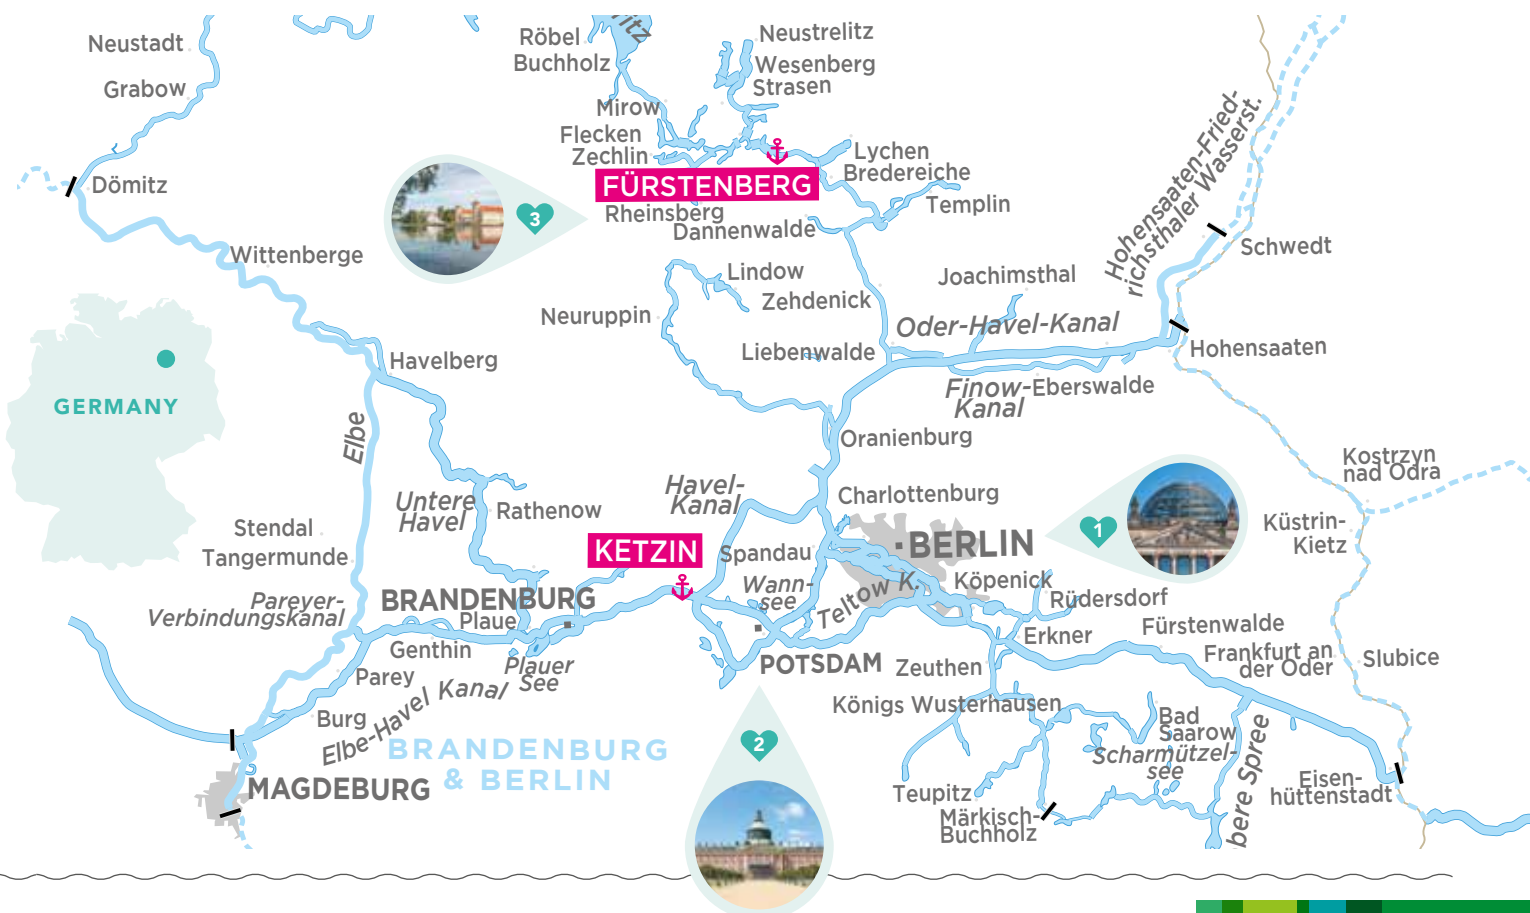 Neustadt
Grabow
Dömitz
Wittenberge
Röbel
Buchholz
itz
Mirow
Flecken
Zechlin
Neustrelitz
Wesenberg
Strasen
Lychen
Bredereiche
FÜRSTENBERG
3
Rheinsberg
Dannenwalde
Templin
Hohensaaten-Fried-
richsthaler Wasserst.
Schwedt
Lindow
Zehdenick
Joachimsthal
Neuruppin
Oder-Havel-Kanal
Liebenwalde
Hohensaaten
Havelberg
Finow-
Kanal
Eberswalde
GERMANY
Elbe
Oranienburg
Kostrzyn
nad Odra
Untere
Havel
Rathenow
Havel-
Kanal
Charlottenburg
Küstrin-
Kietz
Stendal
Tangermunde
KETZIN
Spandau
BERLIN
1
Wann-
see
Teltow K.
Köpenick
Rüdersdorf
Pareyer-
Verbindungskanal
BRANDENBURG
Plaue
Erkner
Fürstenwalde
Genthin
Plauer
See
POTSDAM
Zeuthen
Frankfurt an
der Oder
Slubice
Parey
Burg
Elbe-Havel Kanal
Königs Wusterhausen
Bad
Saarow
Scharmützel-
see
bere Spree
BRANDENBURG
& BERLIN
2
MAGDEBURG
Teupitz
Märkisch-
Buchholz
Eisen-
hüttenstadt